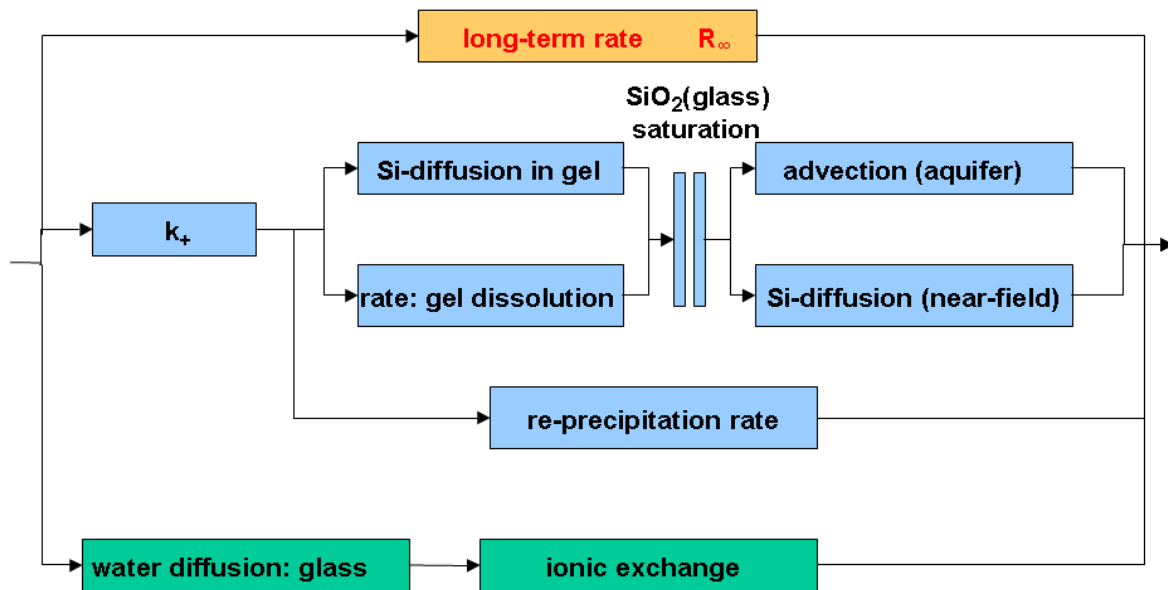 long-term rate R∞
SiO₂(glass)
saturation
Si-diffusion in gel
advection (aquifer)
k₊
rate: gel dissolution
Si-diffusion (near-field)
re-precipitation rate
water diffusion: glass
ionic exchange